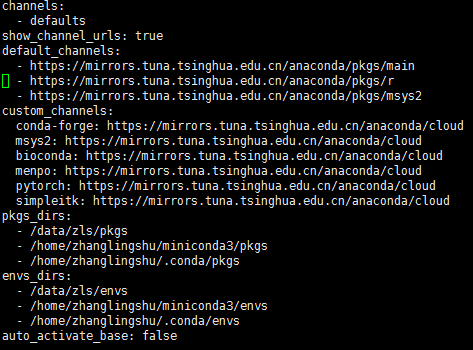 channels:
  - defaults
show_channel_urls: true
default_channels:
  - https://mirrors.tuna.tsinghua.edu.cn/anaconda/pkgs/main
  - https://mirrors.tuna.tsinghua.edu.cn/anaconda/pkgs/r
  - https://mirrors.tuna.tsinghua.edu.cn/anaconda/pkgs/msys2
custom_channels:
  conda-forge: https://mirrors.tuna.tsinghua.edu.cn/anaconda/cloud
  msys2: https://mirrors.tuna.tsinghua.edu.cn/anaconda/cloud
  bioconda: https://mirrors.tuna.tsinghua.edu.cn/anaconda/cloud
  menpo: https://mirrors.tuna.tsinghua.edu.cn/anaconda/cloud
  pytorch: https://mirrors.tuna.tsinghua.edu.cn/anaconda/cloud
  simpleitk: https://mirrors.tuna.tsinghua.edu.cn/anaconda/cloud
pkgs_dirs:
  - /data/zls/pkgs
  - /home/zhanglingshu/miniconda3/pkgs
  - /home/zhanglingshu/.conda/pkgs
envs_dirs:
  - /data/zls/envs
  - /home/zhanglingshu/miniconda3/envs
  - /home/zhanglingshu/.conda/envs
auto_activate_base: false